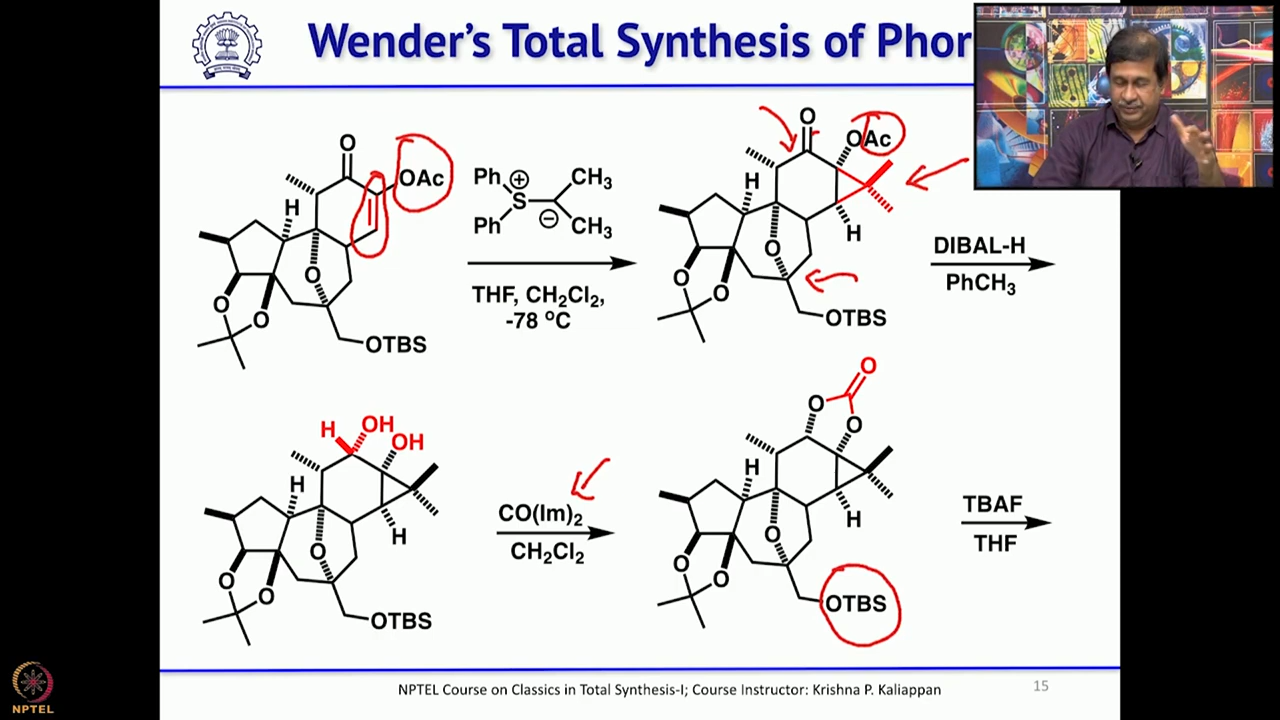 Wender's Total Synthesis of Phor
O
OAc
H
O
O
O
OTBS
Ph
Ph
S
+
−
CH3
CH3
THF, CH2Cl2,
-78 oC
O
OAc
H
H
O
O
O
OTBS
DIBAL-H
PhCH3
H
OH
OH
H
H
O
O
O
OTBS
CO(Im)2
CH2Cl2
O
O
O
H
H
O
O
O
OTBS
TBAF
THF
NPTEL
NPTEL Course on Classics in Total Synthesis-I; Course Instructor: Krishna P. Kaliappan
15